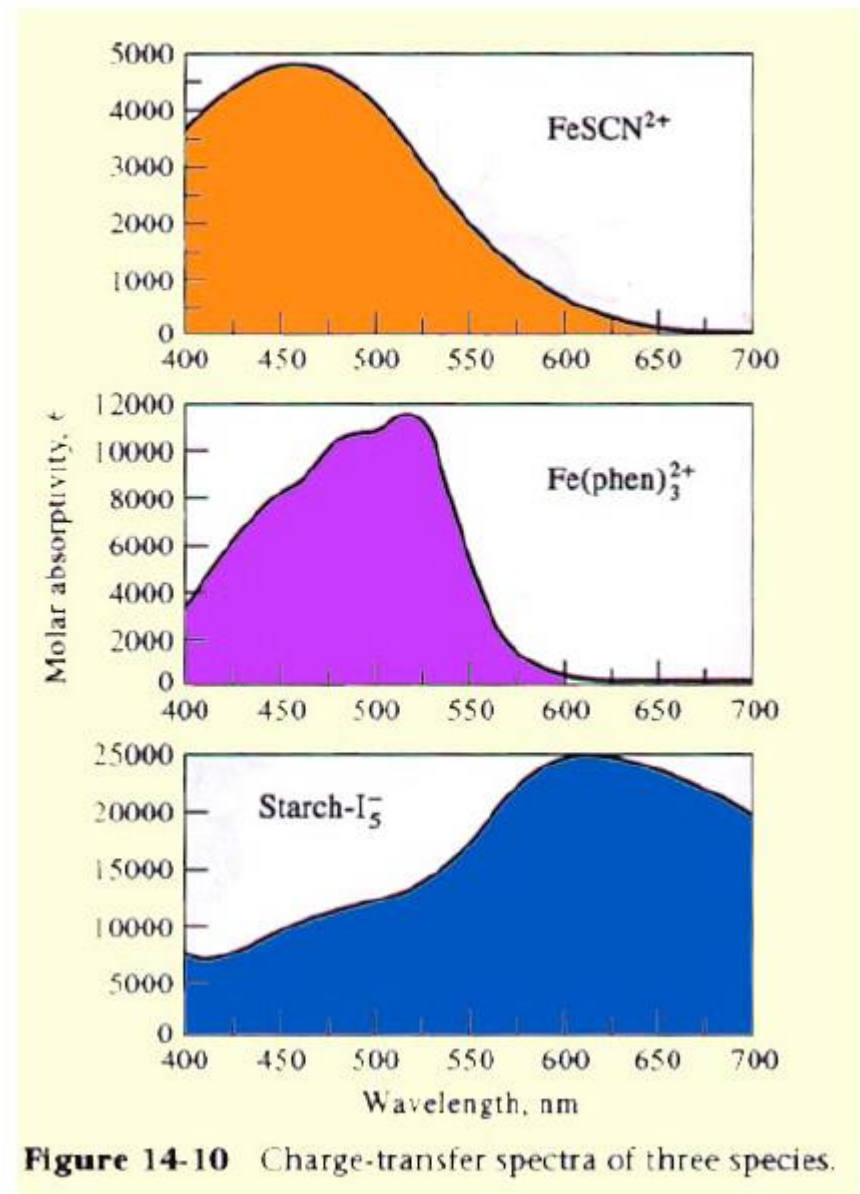 5000
4000
3000
2000
1000
0
FeSCN²⁺
400 450 500 550 600 650 700
12000
10000
8000
6000
4000
2000
0
Fe(phen)₃²⁺
400 450 500 550 600 650 700
25000
20000
15000
10000
5000
0
Starch-I₅⁻
400 450 500 550 600 650 700
Molar absorptivity, ϵ
Wavelength, nm
Figure 14-10 Charge-transfer spectra of three species.